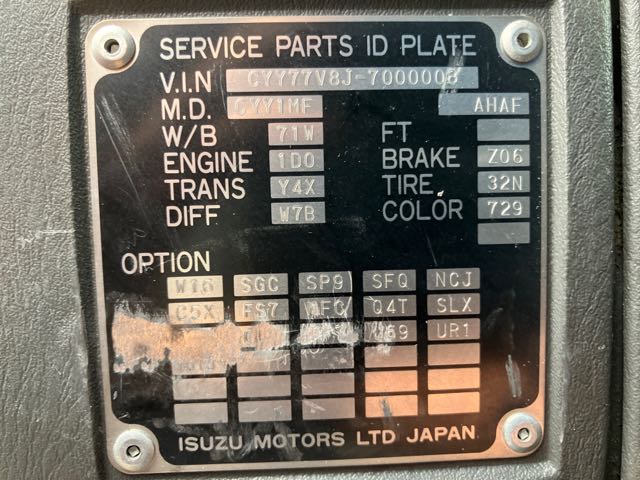 SERVICE PARTS ID PLATE
V.I.N CYY77V8J-7000008
M.D. CYY1MF AHAF
W/B 71W FT
ENGINE 1D0 BRAKE Z06
TRANS Y4X TIRE 32N
DIFF W7B COLOR 729
OPTION
W16 SGC SP9 SFQ NCJ
C5X FS7 Q4T SLX
UR1
ISUZU MOTORS LTD JAPAN